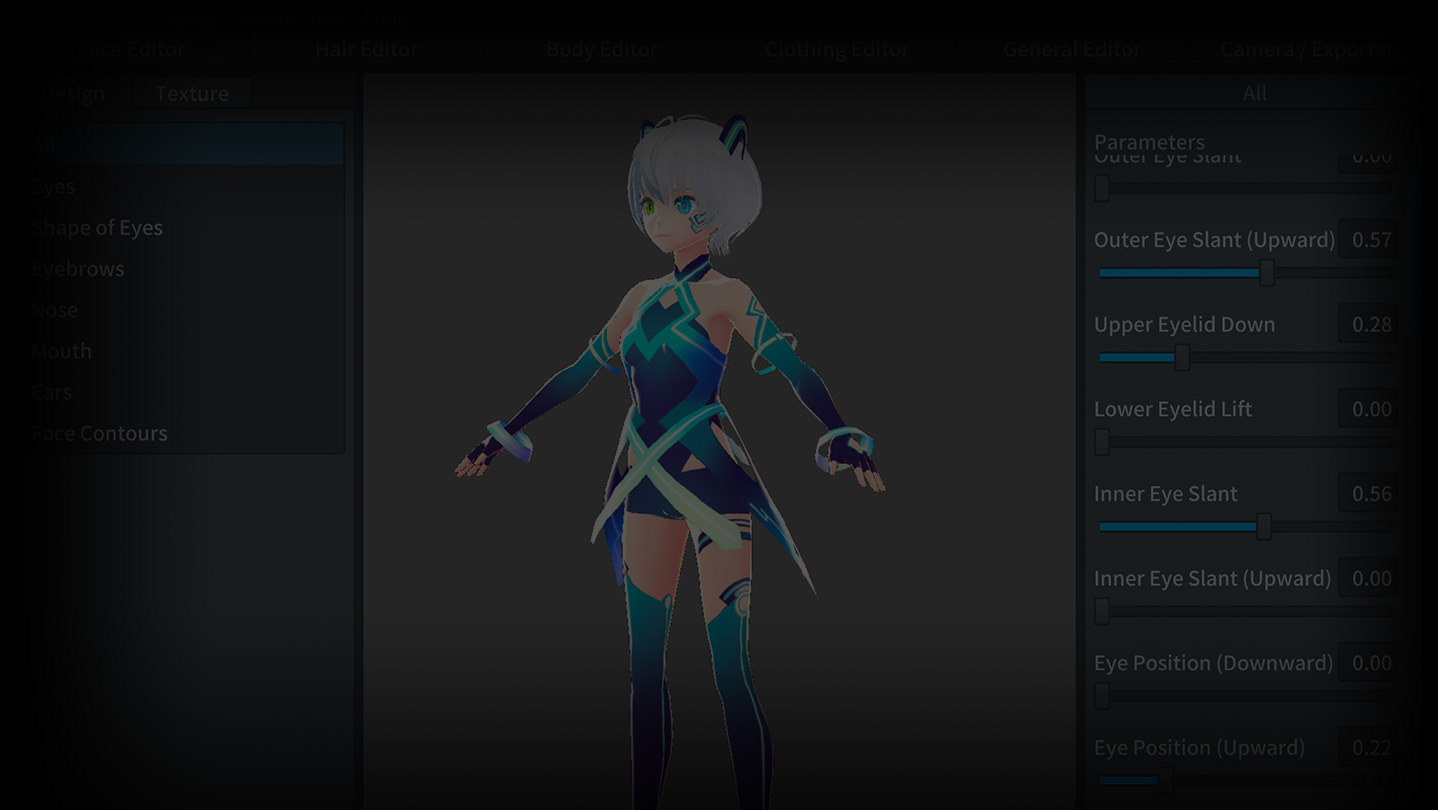 Face Editor
Hair Editor
Body Editor
Clothing Editor
General Editor
Camera / Exporter
Design
Texture
All
Eyes
Shape of Eyes
Eyebrows
Nose
Mouth
Ears
Face Contours
All
Parameters
Outer Eye Slant 0.00
Outer Eye Slant (Upward) 0.57
Upper Eyelid Down 0.28
Lower Eyelid Lift 0.00
Inner Eye Slant 0.56
Inner Eye Slant (Upward) 0.00
Eye Position (Downward) 0.00
Eye Position (Upward) 0.22